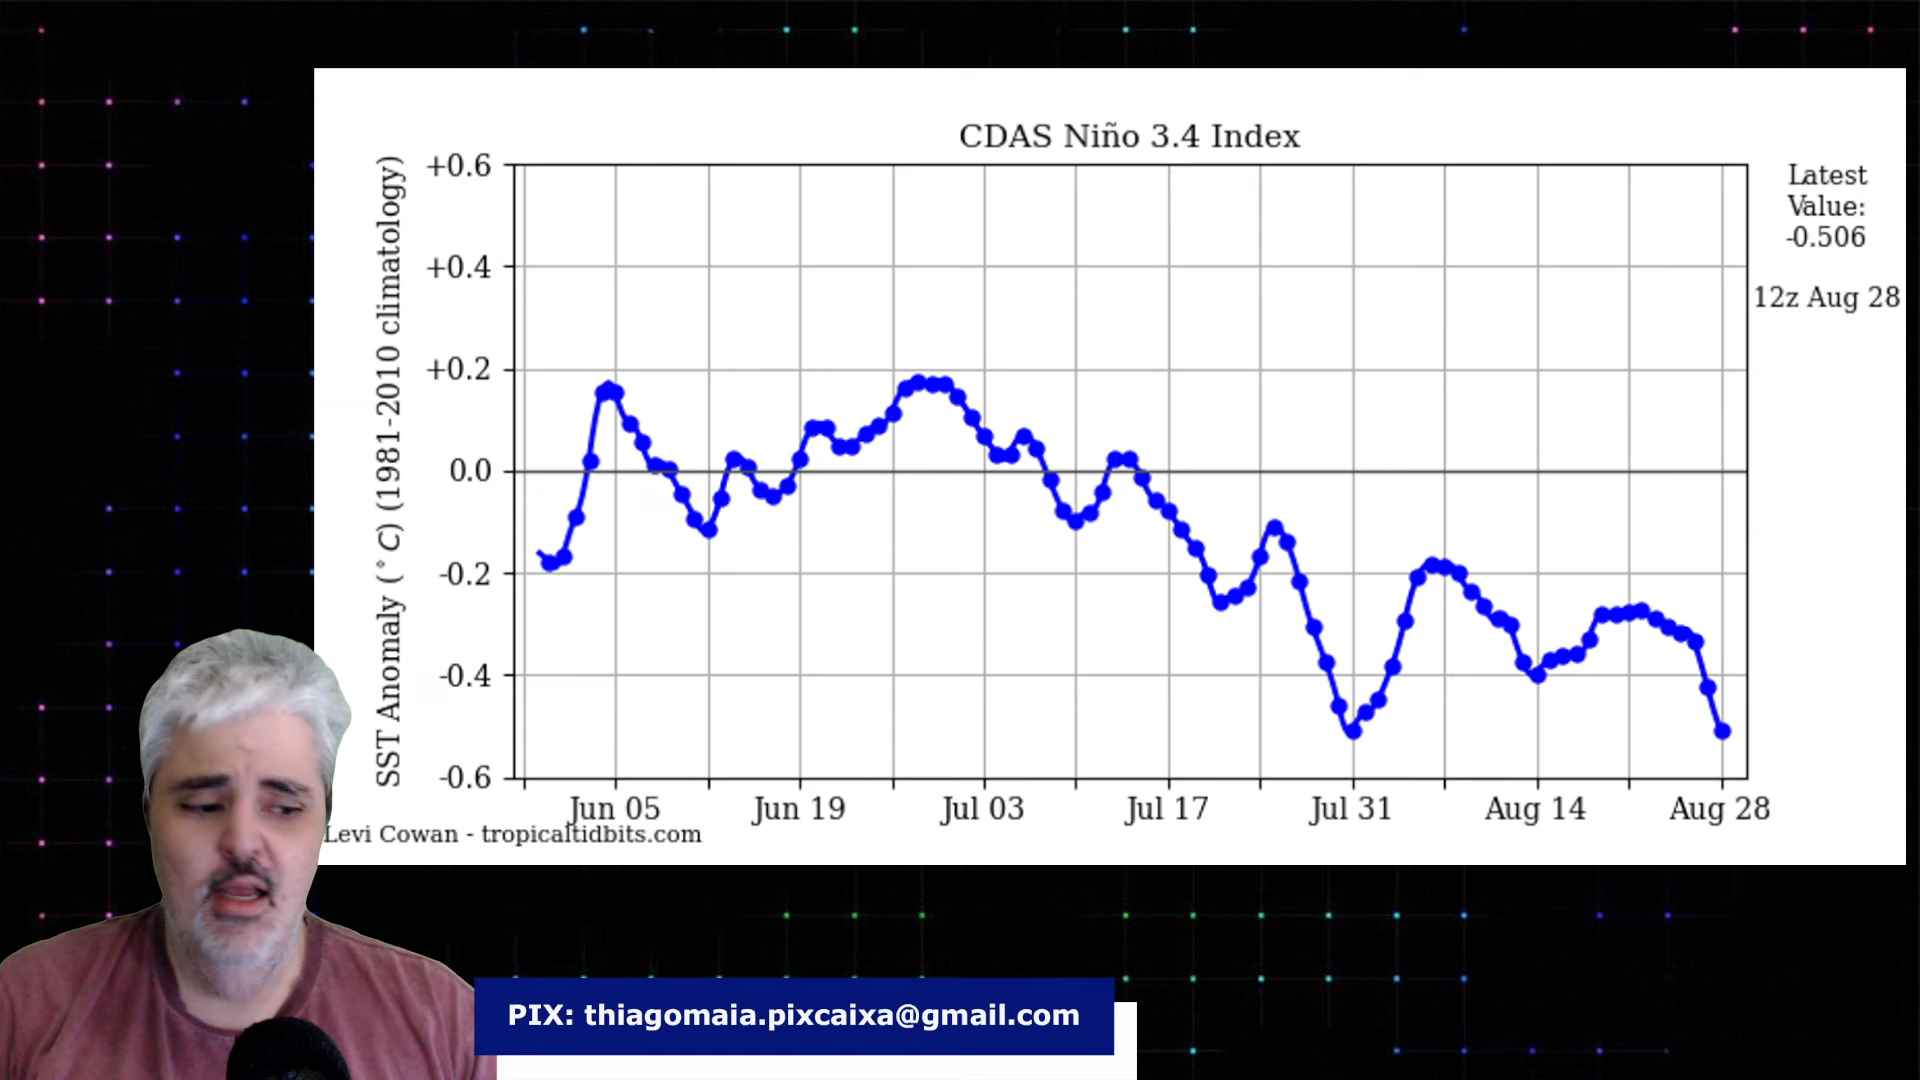 CDAS Niño 3.4 Index
SST Anomaly (° C) (1981-2010 climatology)
+0.6
+0.4
+0.2
0.0
-0.2
-0.4
-0.6
Jun 05
Jun 19
Jul 03
Jul 17
Jul 31
Aug 14
Aug 28
Latest
Value:
-0.506
12z Aug 28
Levi Cowan - tropicaltidbits.com
PIX: thiagomaia.pixcaixa@gmail.com